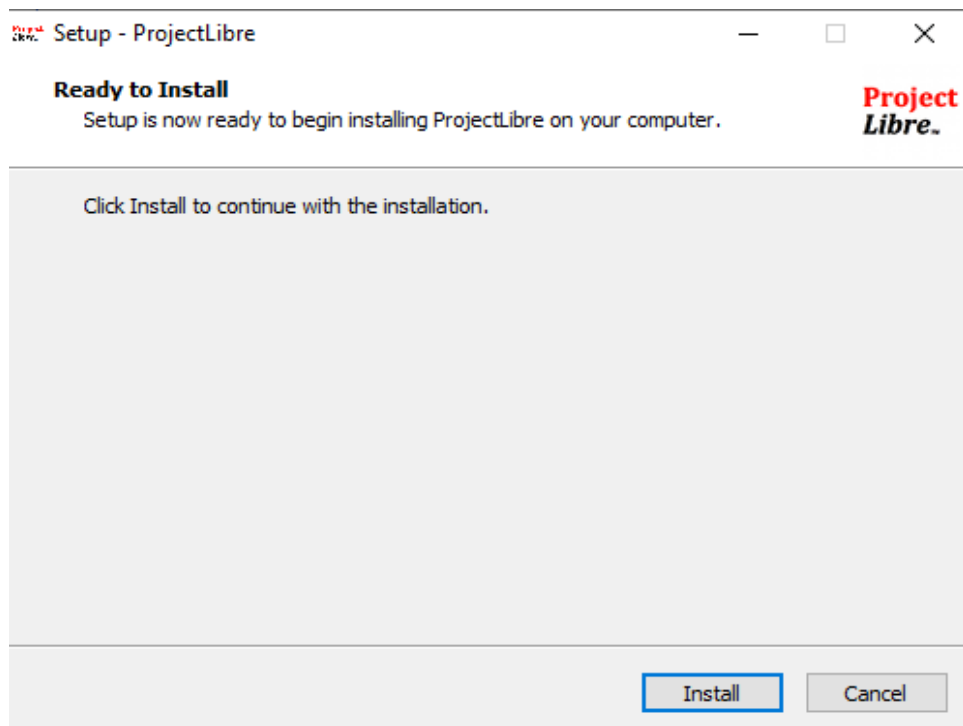 Setup - ProjectLibre
Ready to Install
Setup is now ready to begin installing ProjectLibre on your computer.
Project
Libre™
Click Install to continue with the installation.
Install
Cancel